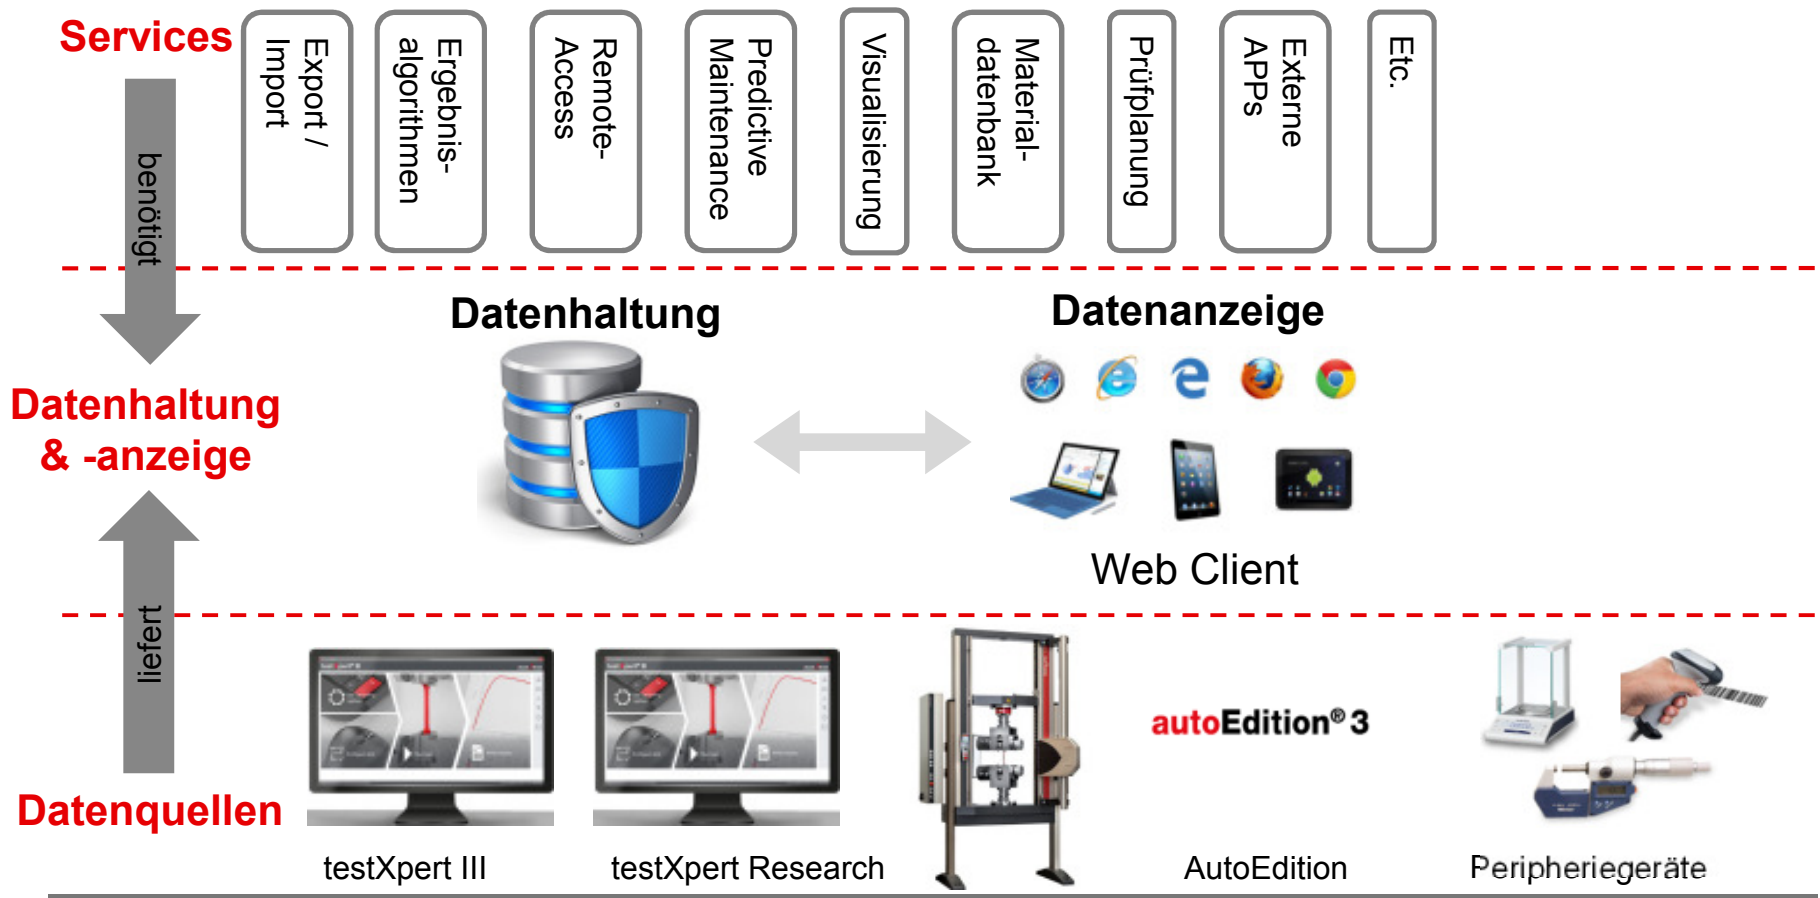 Services
Export /
Import
Ergebnis-
algorithmen
Remote-
Access
Predictive
Maintenance
Visualisierung
Material-
datenbank
Prüfplanung
Externe
APPs
Etc.
benötigt
Datenhaltung
Datenanzeige
Datenhaltung
& -anzeige
Web Client
liefert
autoEdition® 3
Datenquellen
testXpert III
testXpert Research
AutoEdition
Peripheriegeräte